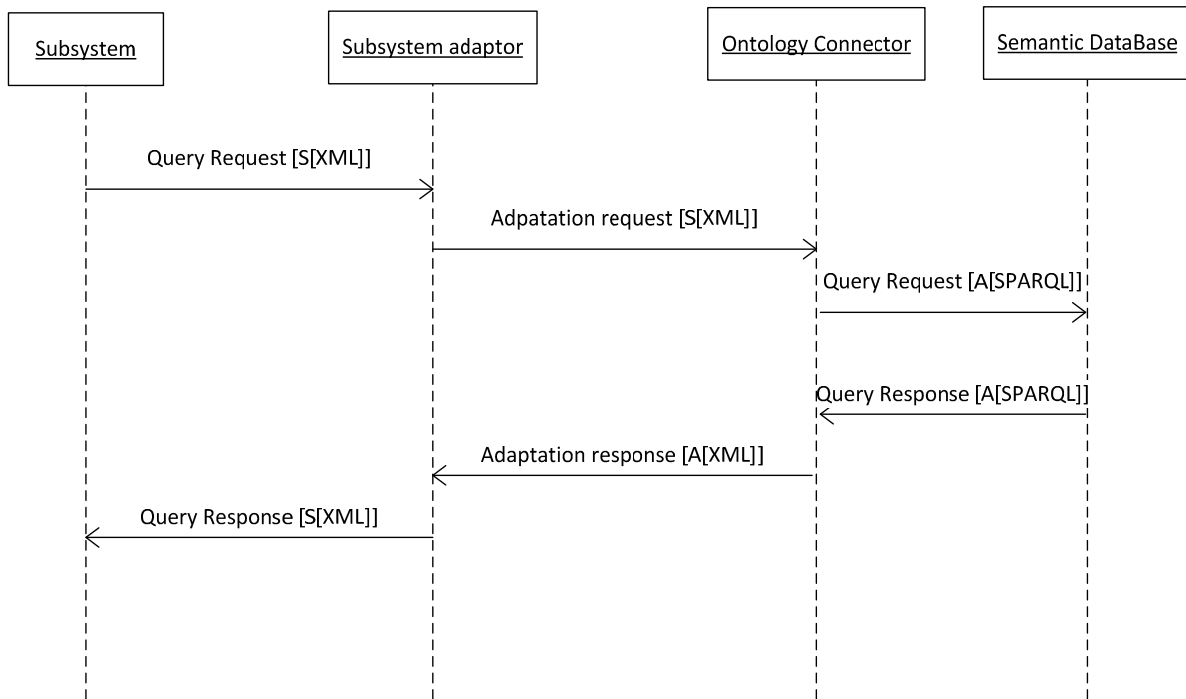 Subsystem
Subsystem adaptor
Ontology Connector
Semantic DataBase
Query Request [S[XML]]
Adpatation request [S[XML]]
Query Request [A[SPARQL]]
Query Response [A[SPARQL]]
Adaptation response [A[XML]]
Query Response [S[XML]]